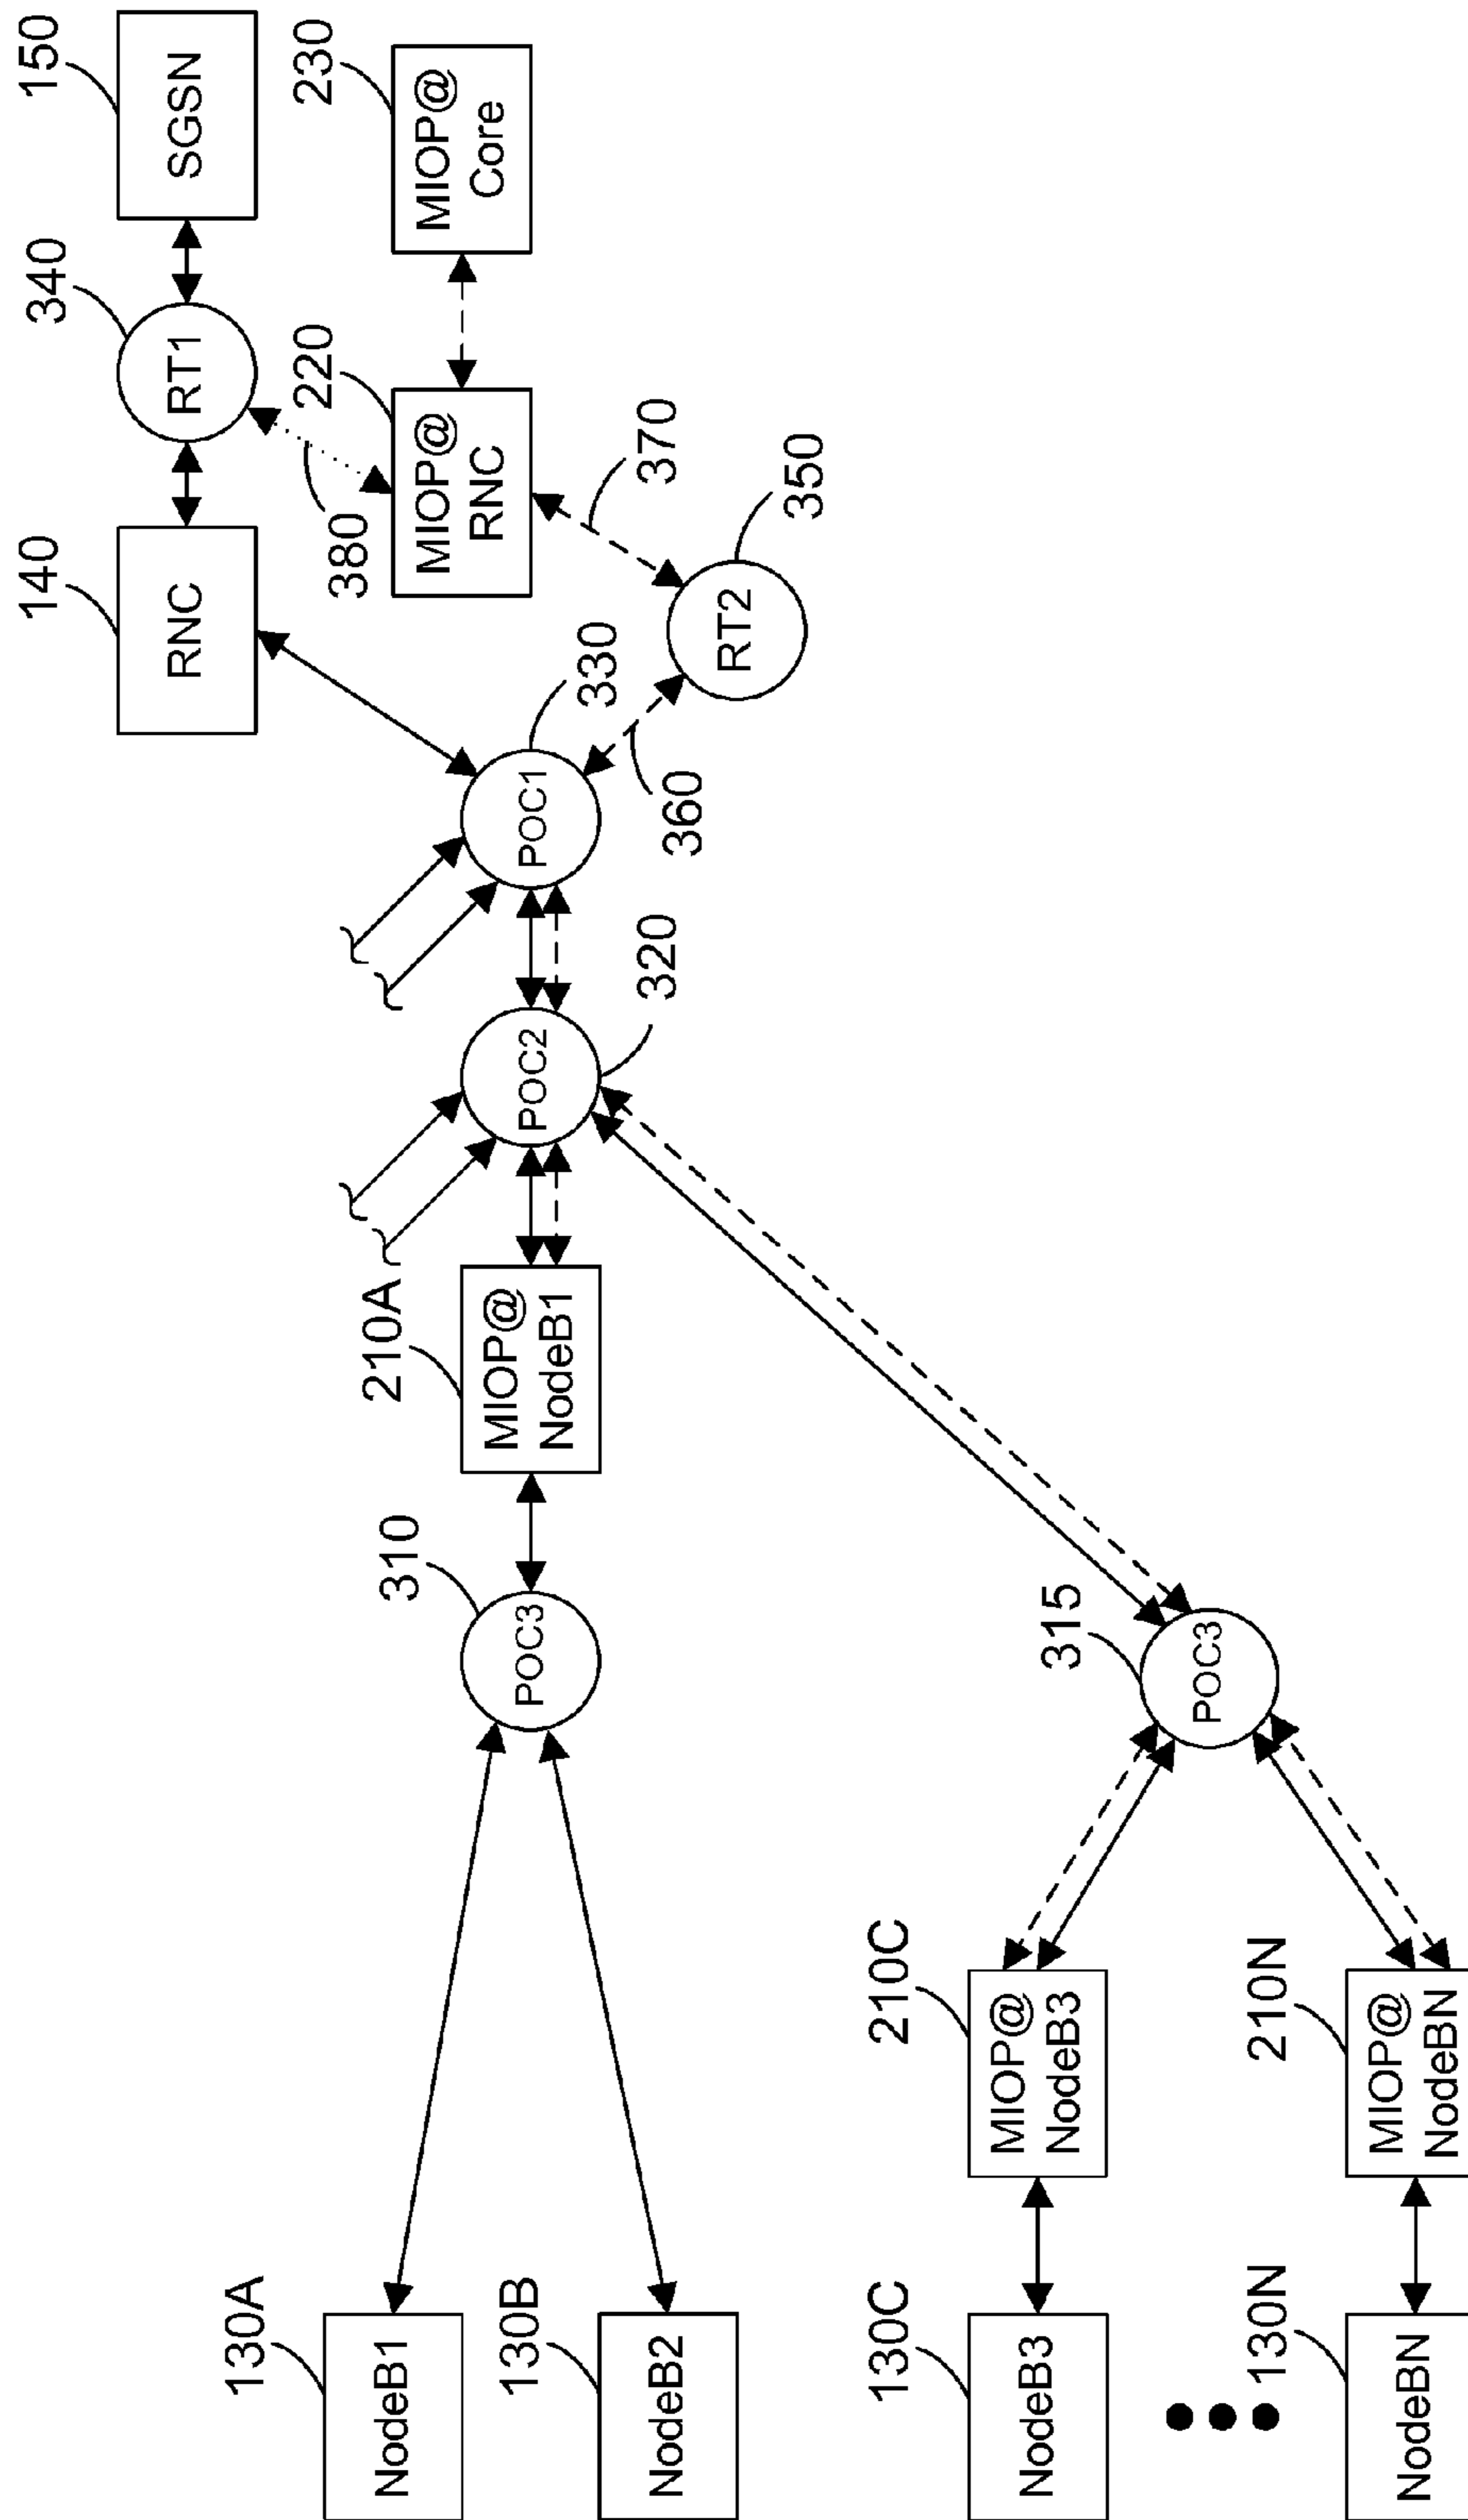 130A
NodeB1
130B
NodeB2
130C
NodeB3
130N
NodeBN
210C
MIOP@
NodeB3
210N
MIOP@
NodeBN
310
POC3
315
POC3
210A
MIOP@
NodeB1
POC2
320
POC1
330
360
140
RNC
380
220
MIOP@
RNC
370
RT2
350
340
RT1
150
SGSN
230
MIOP@
Core